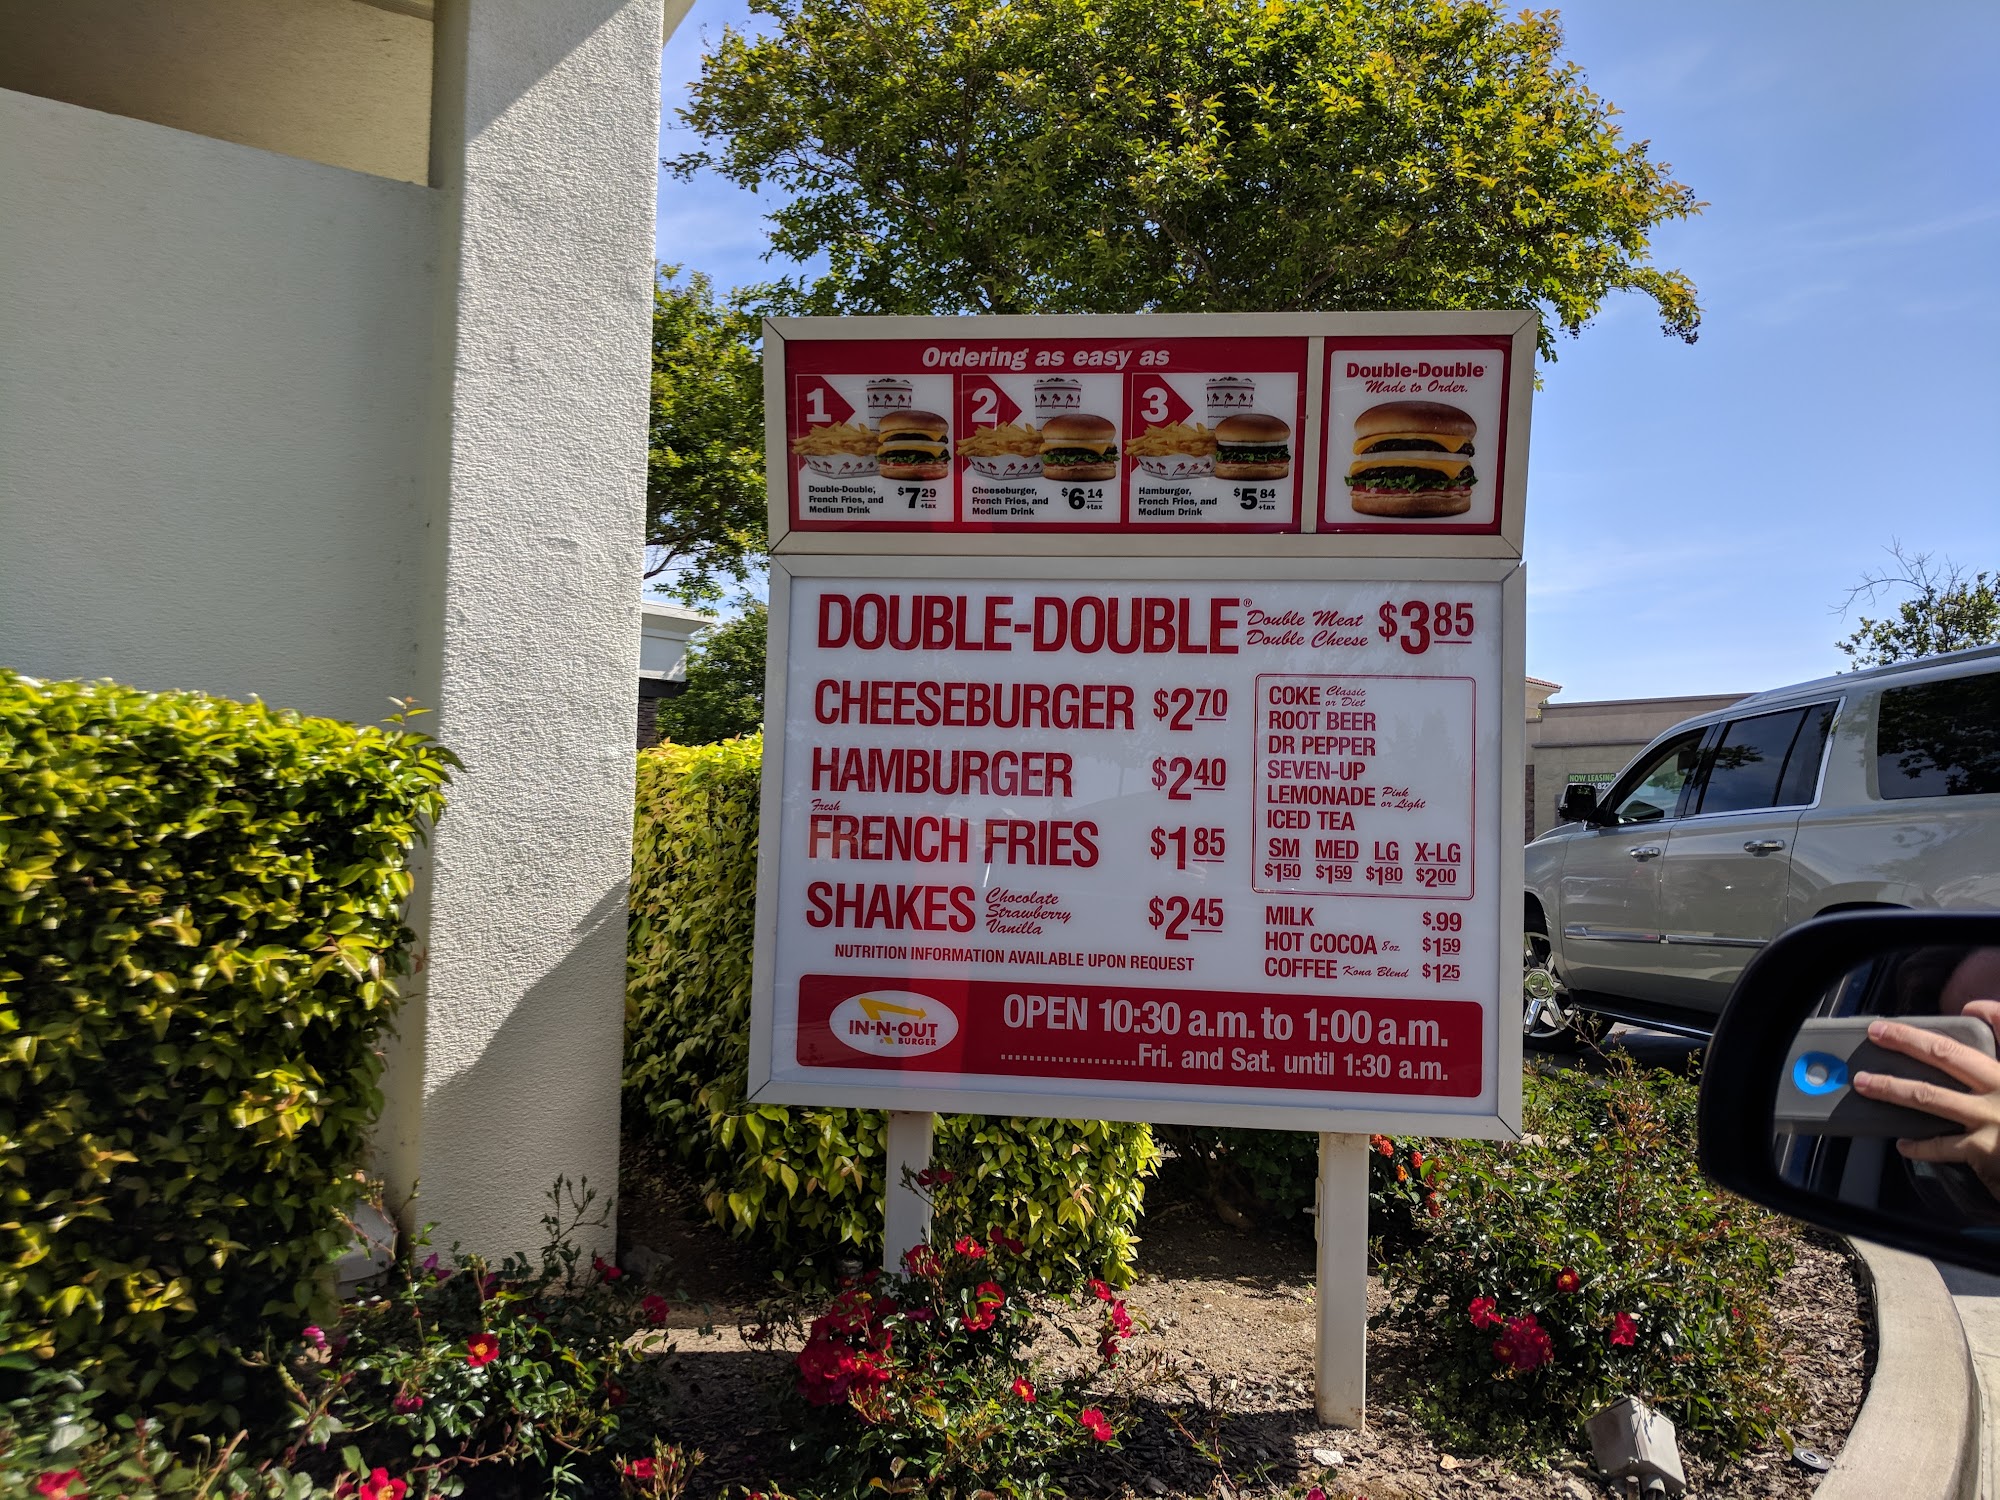 Ordering as easy as
1
Double-Double,
French Fries, and
Medium Drink
$7 29
+tax
2
Cheeseburger,
French Fries, and
Medium Drink
$6 14
+tax
3
Hamburger,
French Fries, and
Medium Drink
$5 84
+tax
Double-Double
Made to Order.
DOUBLE-DOUBLE® Double Meat Double Cheese $3 85
CHEESEBURGER $2 70
HAMBURGER $2 40
Fresh
FRENCH FRIES $1 85
SHAKES Chocolate Strawberry Vanilla $2 45
NUTRITION INFORMATION AVAILABLE UPON REQUEST
COKE Classic or Diet
ROOT BEER
DR PEPPER
SEVEN-UP
LEMONADE Pink or Light
ICED TEA
SM MED LG X-LG
$1 50 $1 59 $1 80 $2 00
MILK $.99
HOT COCOA 8 oz. $1 59
COFFEE Kona Blend $1 25
IN-N-OUT
BURGER
OPEN 10:30 a.m. to 1:00 a.m.
...................Fri. and Sat. until 1:30 a.m.
NOW LEASING